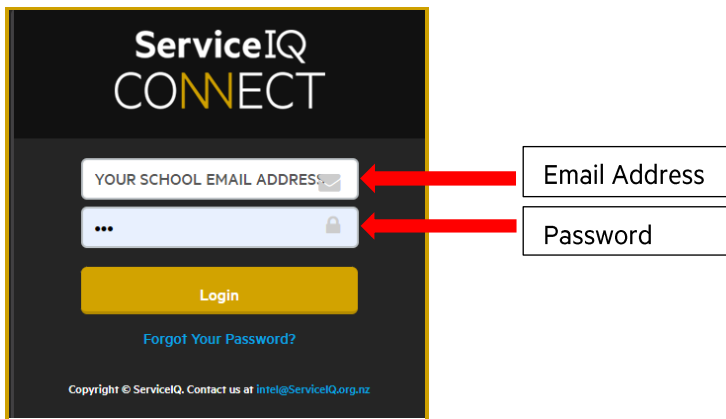 ServiceIQ
CONNECT
YOUR SCHOOL EMAIL ADDRESS
Email Address
•••
Password
Login
Forgot Your Password?
Copyright © ServiceIQ. Contact us at intel@ServiceIQ.org.nz